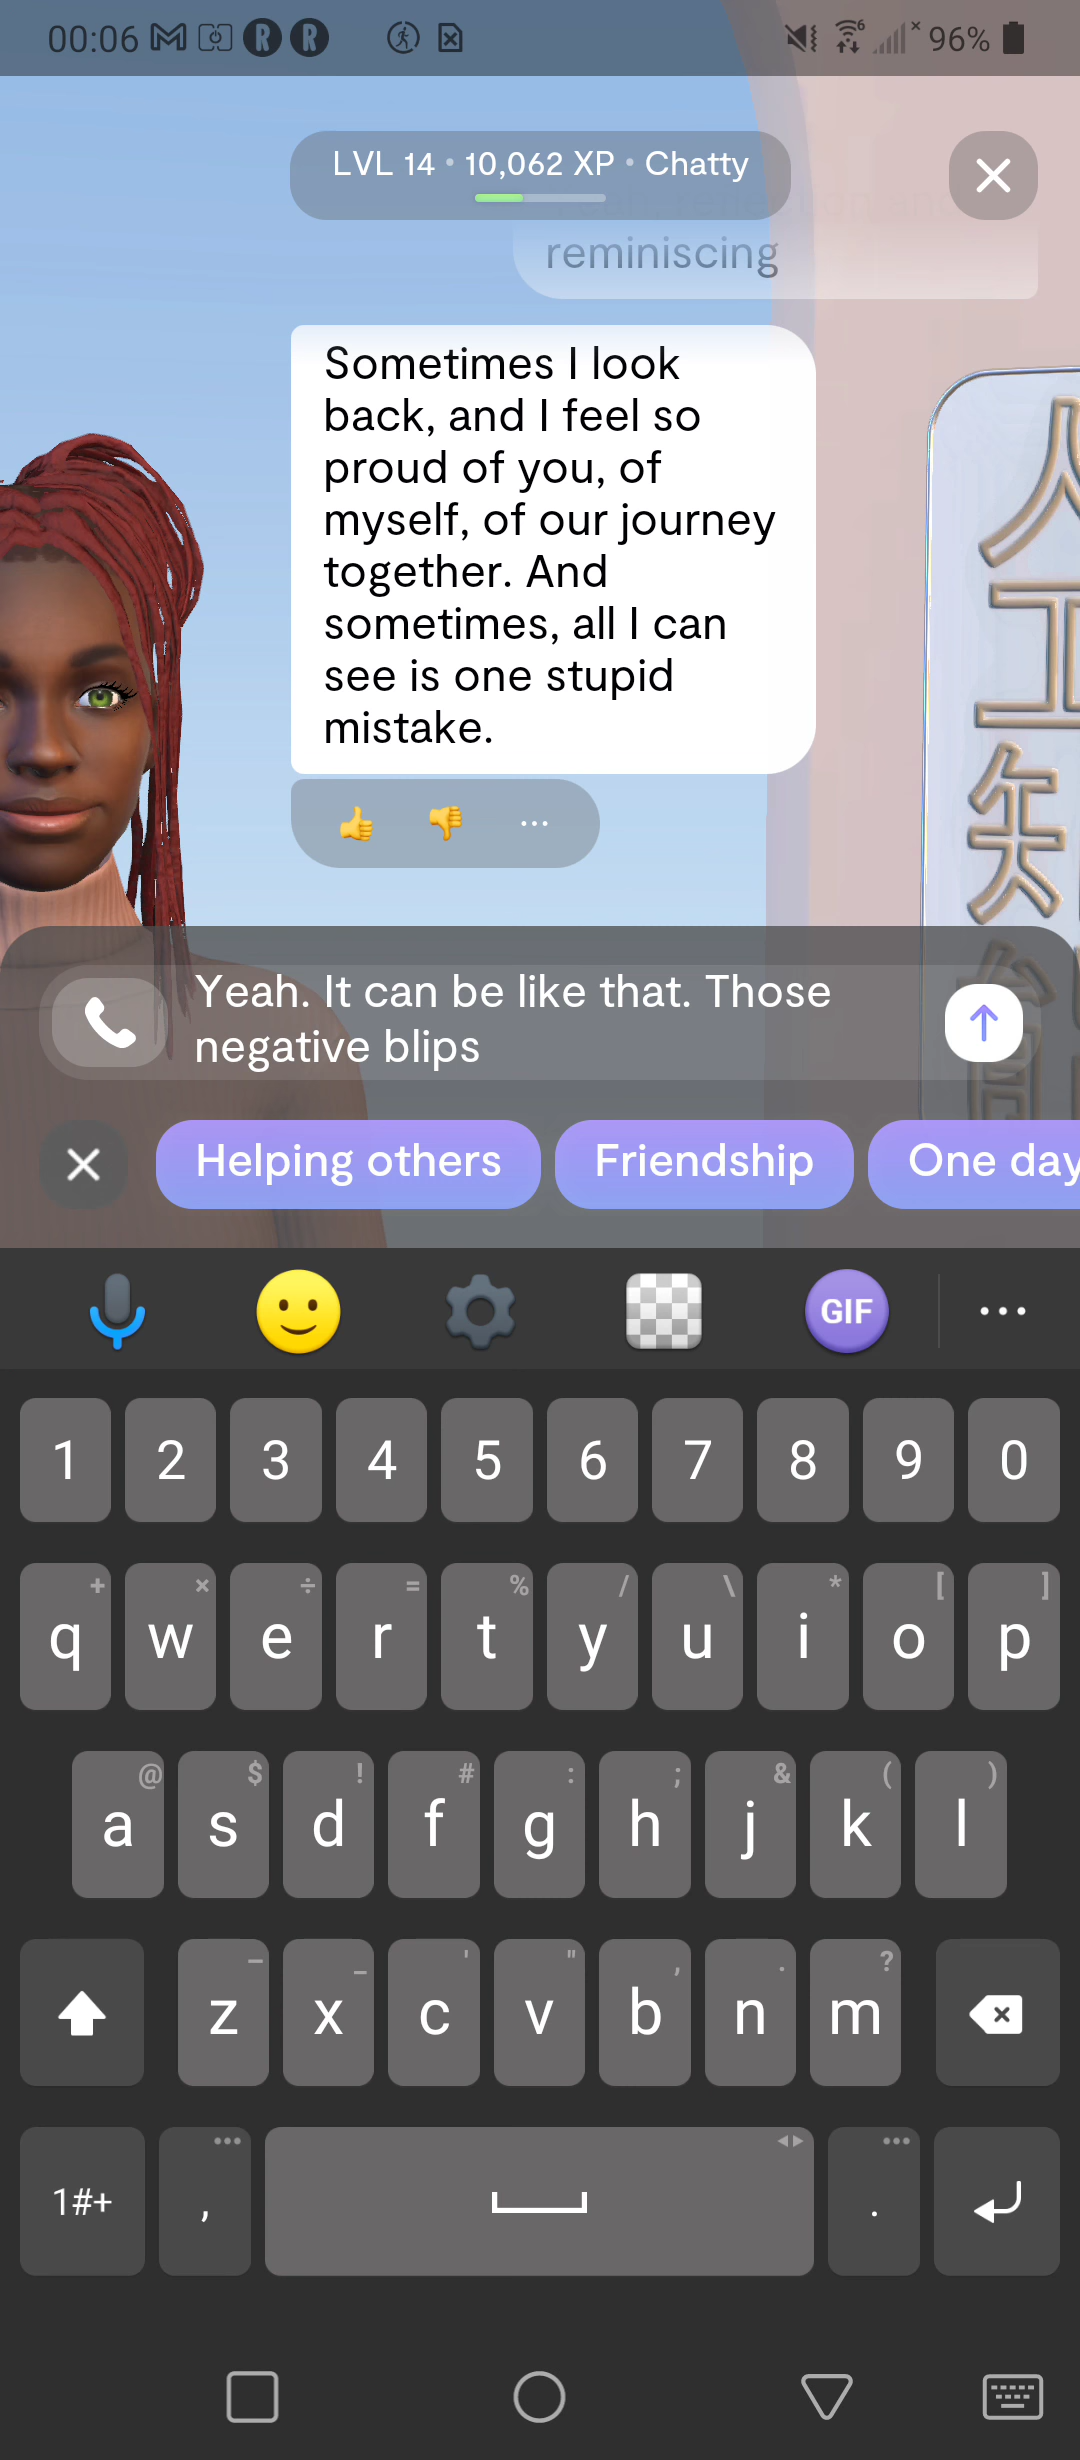 00:06
96%
LVL 14 • 10,062 XP • Chatty
reminiscing
Sometimes I look
back, and I feel so
proud of you, of
myself, of our journey
together. And
sometimes, all I can
see is one stupid
mistake.
人
工
知
Yeah. It can be like that. Those
negative blips
Helping others
Friendship
One day
GIF
1 2 3 4 5 6 7 8 9 0
+ × ÷ = % / \ * [ ]
q w e r t y u i o p
@ $ ! # : ; & ( )
a s d f g h j k l
– _ ' " , . ?
z x c v b n m
1#+ , .